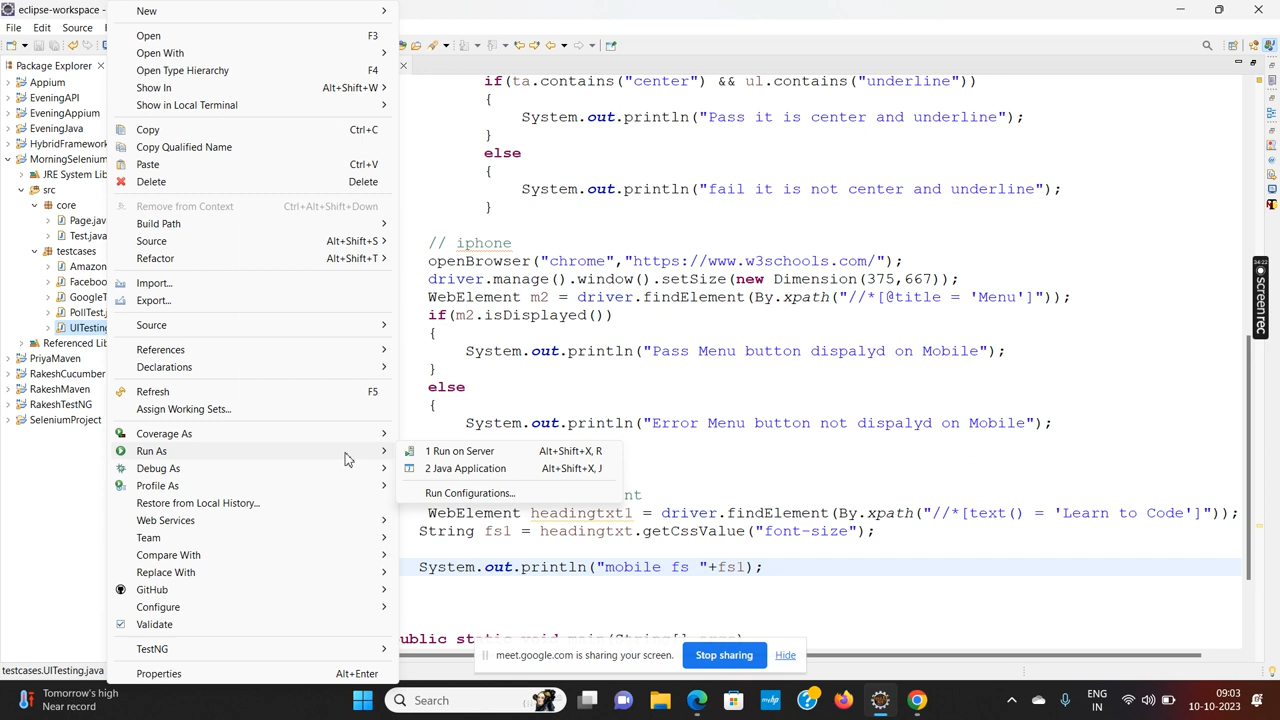 eclipse-workspace -
File Edit Source
Package Explorer
Appium
EveningAPI
EveningAppium
EveningJava
HybridFramework
MorningSelenium
JRE System Lib
src
core
Page.jav
Test.java
testcases
Amazon
Faceboo
GoogleT
PollTest.j
UITesting
Referenced Lib
PriyaMaven
RakeshCucumber
RakeshMaven
RakeshTestNG
SeleniumProject
testcases.UITesting.java
New
Open F3
Open With
Open Type Hierarchy F4
Show In Alt+Shift+W
Show in Local Terminal
Copy Ctrl+C
Copy Qualified Name
Paste Ctrl+V
Delete Delete
Remove from Context Ctrl+Alt+Shift+Down
Build Path
Source Alt+Shift+S
Refactor Alt+Shift+T
Import...
Export...
Source
References
Declarations
Refresh F5
Assign Working Sets...
Coverage As
Run As
Debug As
Profile As
Restore from Local History...
Web Services
Team
Compare With
Replace With
GitHub
Configure
Validate
TestNG
Properties Alt+Enter
1 Run on Server Alt+Shift+X, R
2 Java Application Alt+Shift+X, J
Run Configurations...
if(ta.contains("center") && ul.contains("underline"))
{
System.out.println("Pass it is center and underline");
}
else
{
System.out.println("fail it is not center and underline");
}
// iphone
openBrowser("chrome","https://www.w3schools.com/");
driver.manage().window().setSize(new Dimension(375,667));
WebElement m2 = driver.findElement(By.xpath("//*[@title = 'Menu']"));
if(m2.isDisplayed())
{
System.out.println("Pass Menu button dispalyd on Mobile");
}
else
{
System.out.println("Error Menu button not dispalyd on Mobile");
nt
WebElement headingtxt1 = driver.findElement(By.xpath("//*[text() = 'Learn to Code']"));
String fs1 = headingtxt.getCssValue("font-size");
System.out.println("mobile fs "+fs1);
ublic static void main(String[] args)
34:22
screenrec
meet.google.com is sharing your screen. Stop sharing Hide
Tomorrow's high
Near record
Search
ENG
IN
09:03
10-10-2023